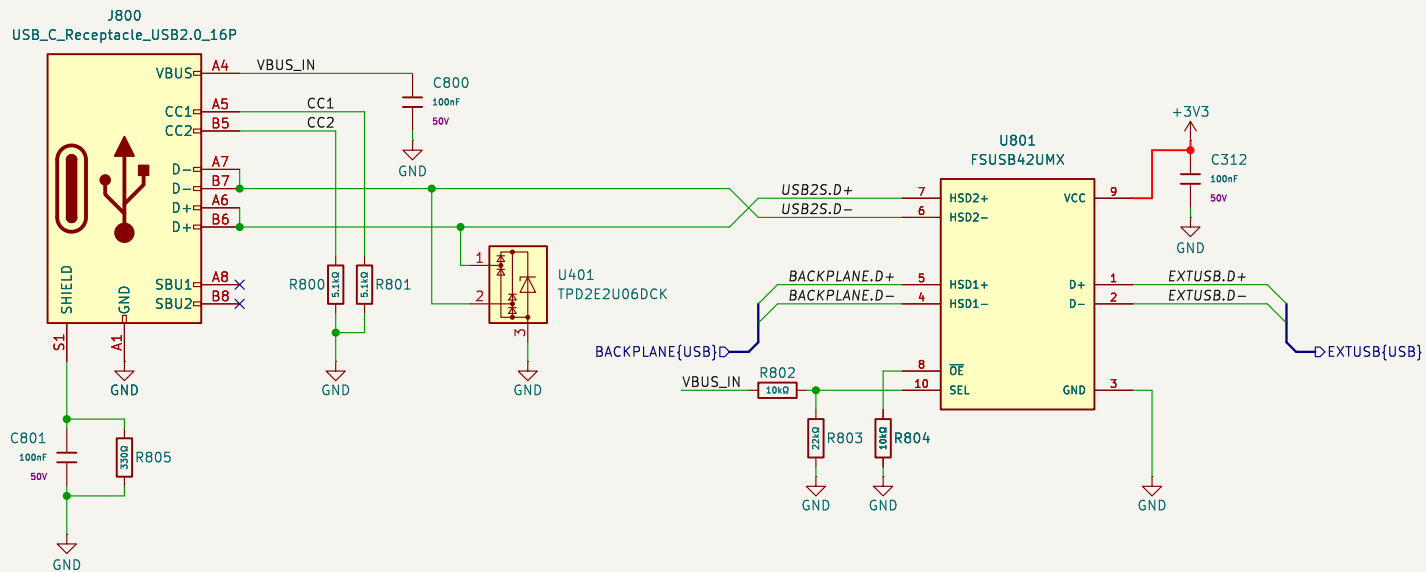 J800
USB_C_Receptacle_USB2.0_16P
VBUS A4 VBUS_IN
C800
100nF
50V
GND
CC1 A5 CC1
CC2 B5 CC2
D- A7
D- B7
D+ A6
D+ B6
SBU1 A8
SBU2 B8
SHIELD
GND
S1
A1
GND
R800 5.1kΩ
5.1kΩ R801
GND
1
2
3
U401
TPD2E2U06DCK
GND
C801
100nF
50V
330Ω R805
GND
U801
FSUSB42UMX
USB2S.D+ 7 HSD2+
USB2S.D- 6 HSD2-
BACKPLANE.D+ 5 HSD1+
BACKPLANE.D- 4 HSD1-
BACKPLANE{USB}
8 OE
10 SEL
VBUS_IN
R802
10kΩ
22kΩ R803
10kΩ R804
GND
GND
VCC 9
+3V3
C312
100nF
50V
GND
D+ 1 EXTUSB.D+
D- 2 EXTUSB.D-
EXTUSB{USB}
GND 3
GND